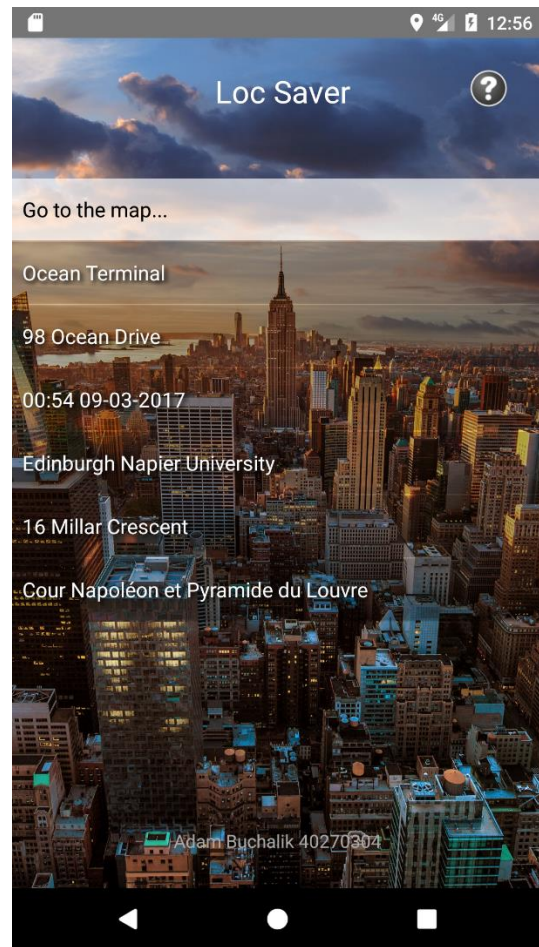 4G 12:56
Loc Saver
?
Go to the map...
Ocean Terminal
98 Ocean Drive
00:54 09-03-2017
Edinburgh Napier University
16 Millar Crescent
Cour Napoléon et Pyramide du Louvre
Adam Buchalik 40270304